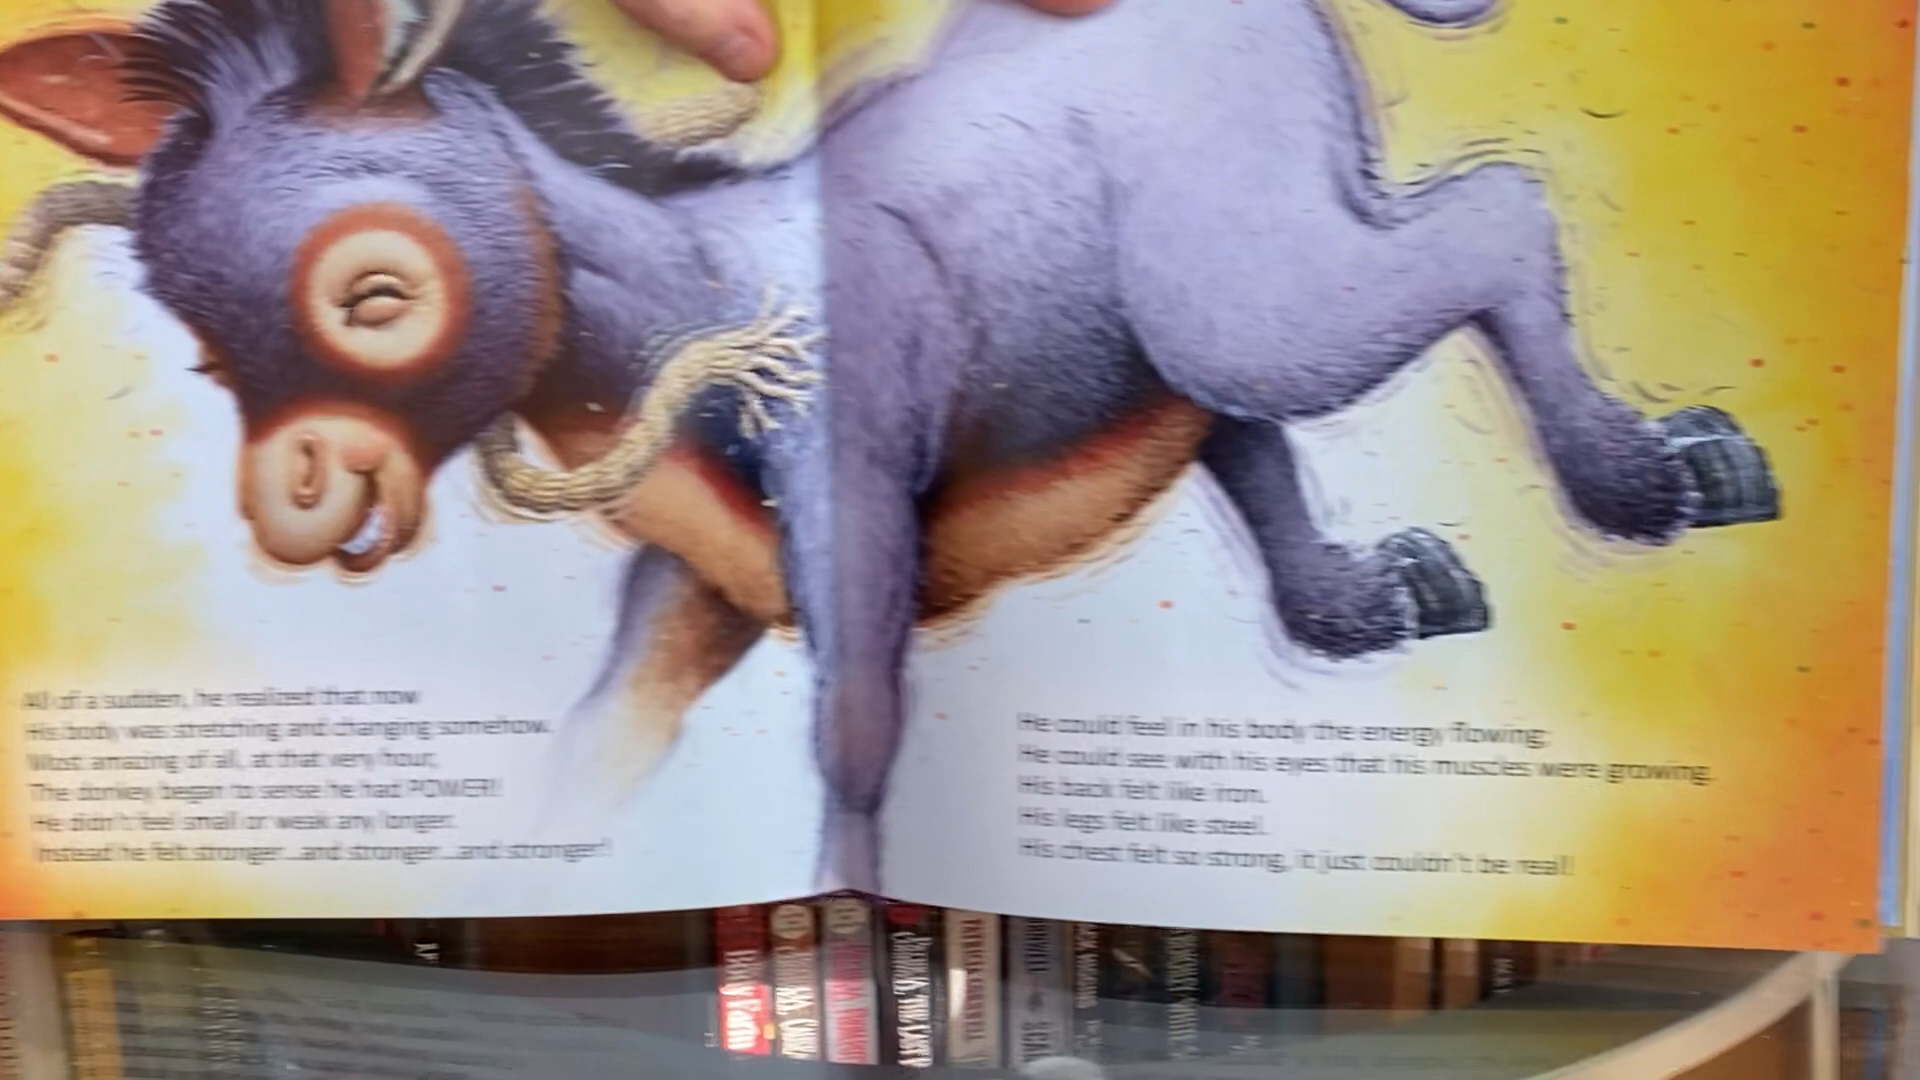 All of a sudden, he realized that now
His body was stretching and changing somehow.
Most amazing of all, at that very hour,
The donkey began to sense he had POWER!
He didn't feel small or weak any longer.
Instead he felt stronger...and stronger...and stronger!
He could feel in his body the energy flowing;
He could see with his eyes that his muscles were growing.
His back felt like iron.
His legs felt like steel.
His chest felt so strong, it just couldn't be real!